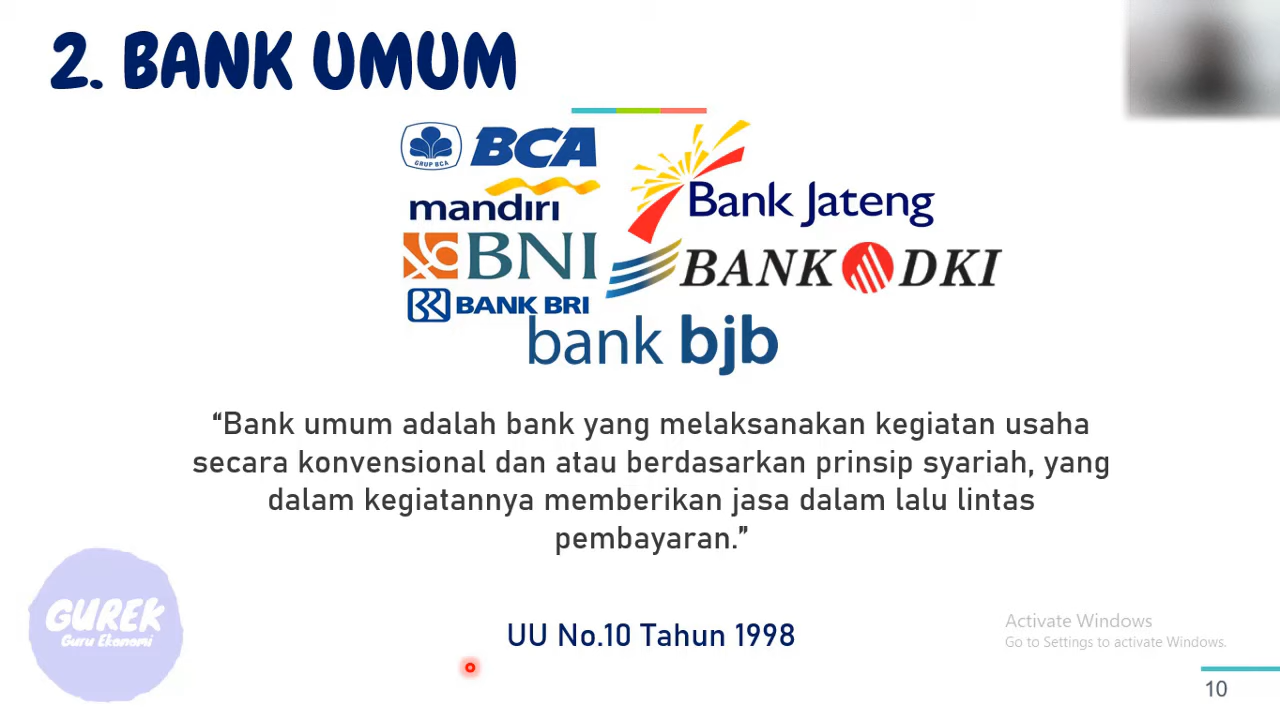 2. BANK UMUM
GRUP BCA
BCA
mandırı
BNI
BANK BRI
Bank Jateng
BANK DKI
bank bjb
“Bank umum adalah bank yang melaksanakan kegiatan usaha
secara konvensional dan atau berdasarkan prinsip syariah, yang
dalam kegiatannya memberikan jasa dalam lalu lintas
pembayaran.”
UU No.10 Tahun 1998
GUREK
Guru Ekonomi
Activate Windows
Go to Settings to activate Windows.
10